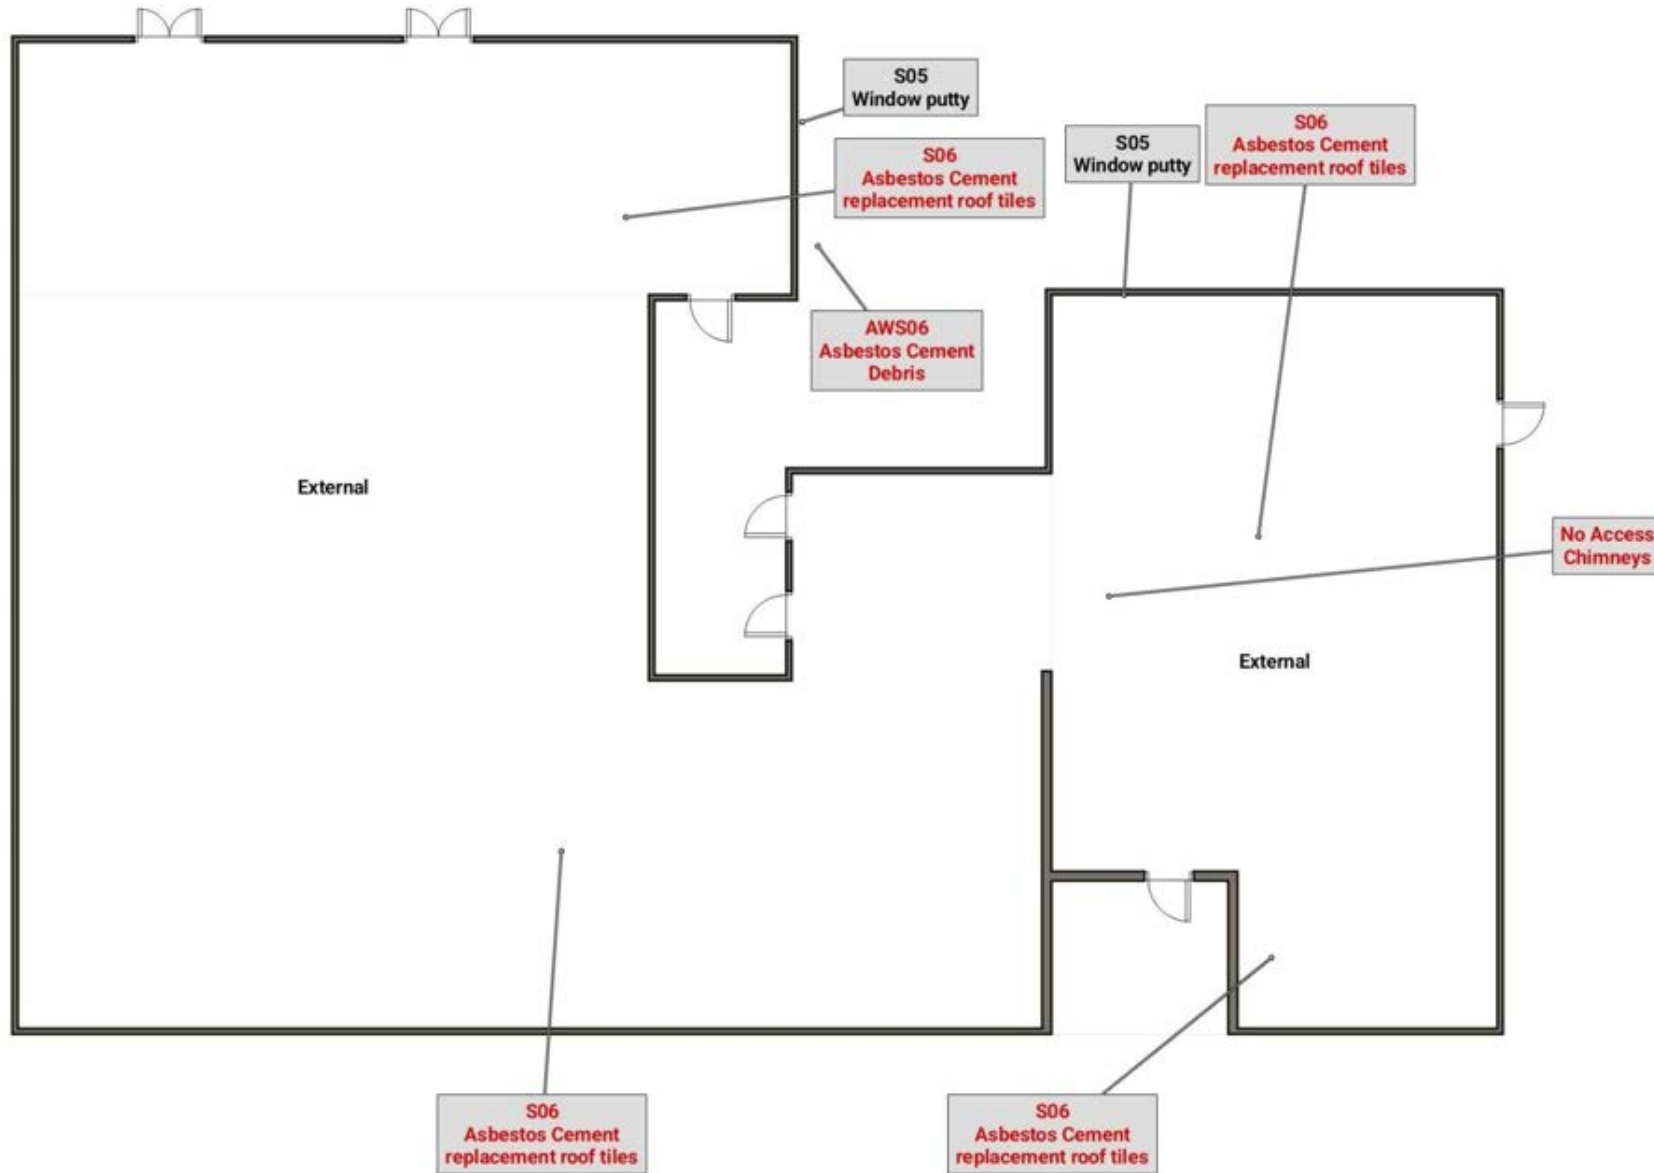 S05
Window putty
S06
Asbestos Cement
replacement roof tiles
S05
Window putty
S06
Asbestos Cement
replacement roof tiles
AWS06
Asbestos Cement
Debris
External
No Access
Chimneys
External
S06
Asbestos Cement
replacement roof tiles
S06
Asbestos Cement
replacement roof tiles